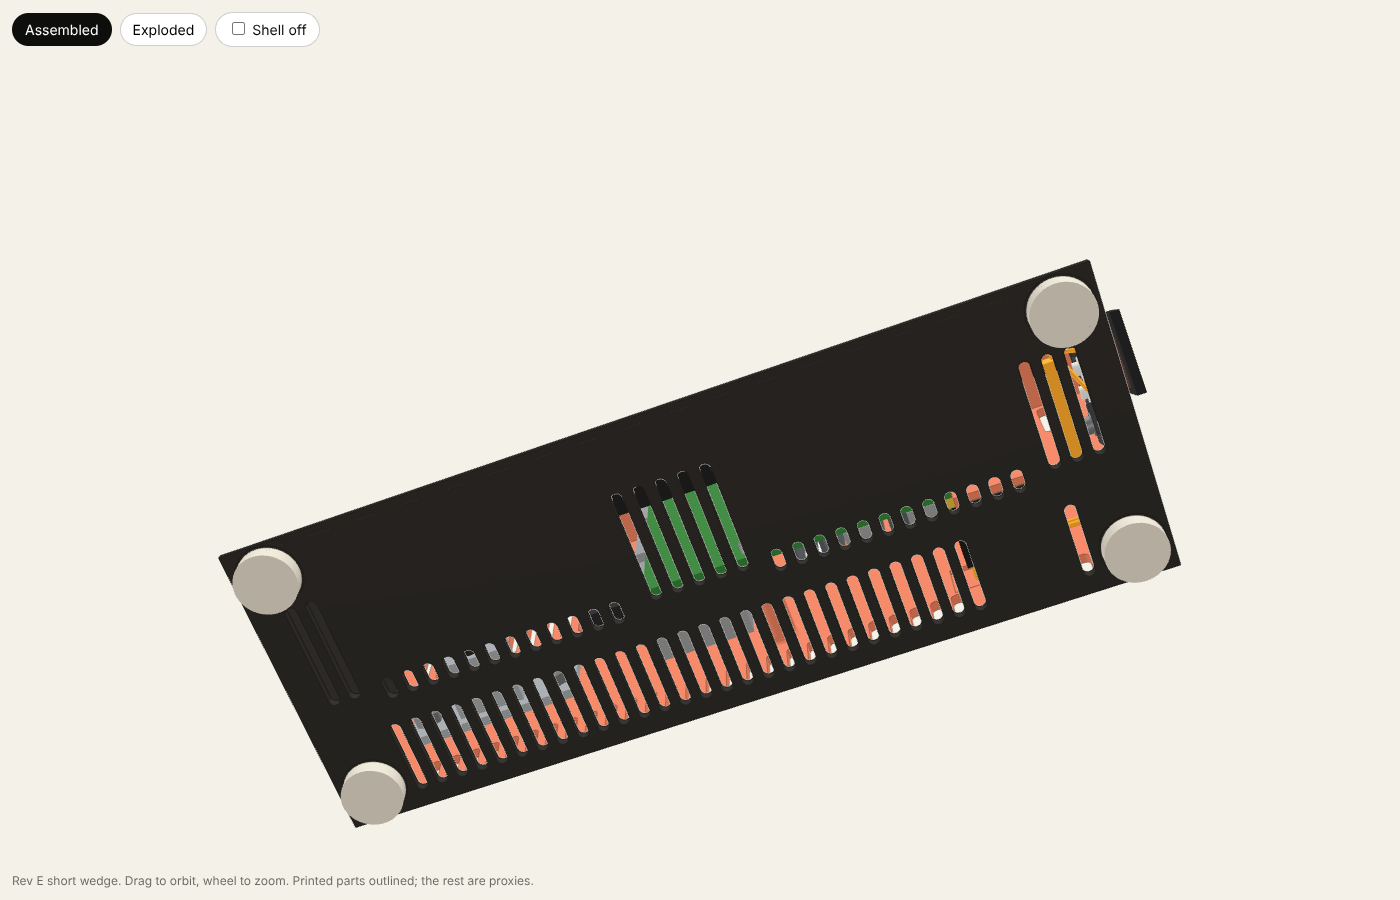 Assembled
Exploded
Shell off
Rev E short wedge. Drag to orbit, wheel to zoom. Printed parts outlined; the rest are proxies.